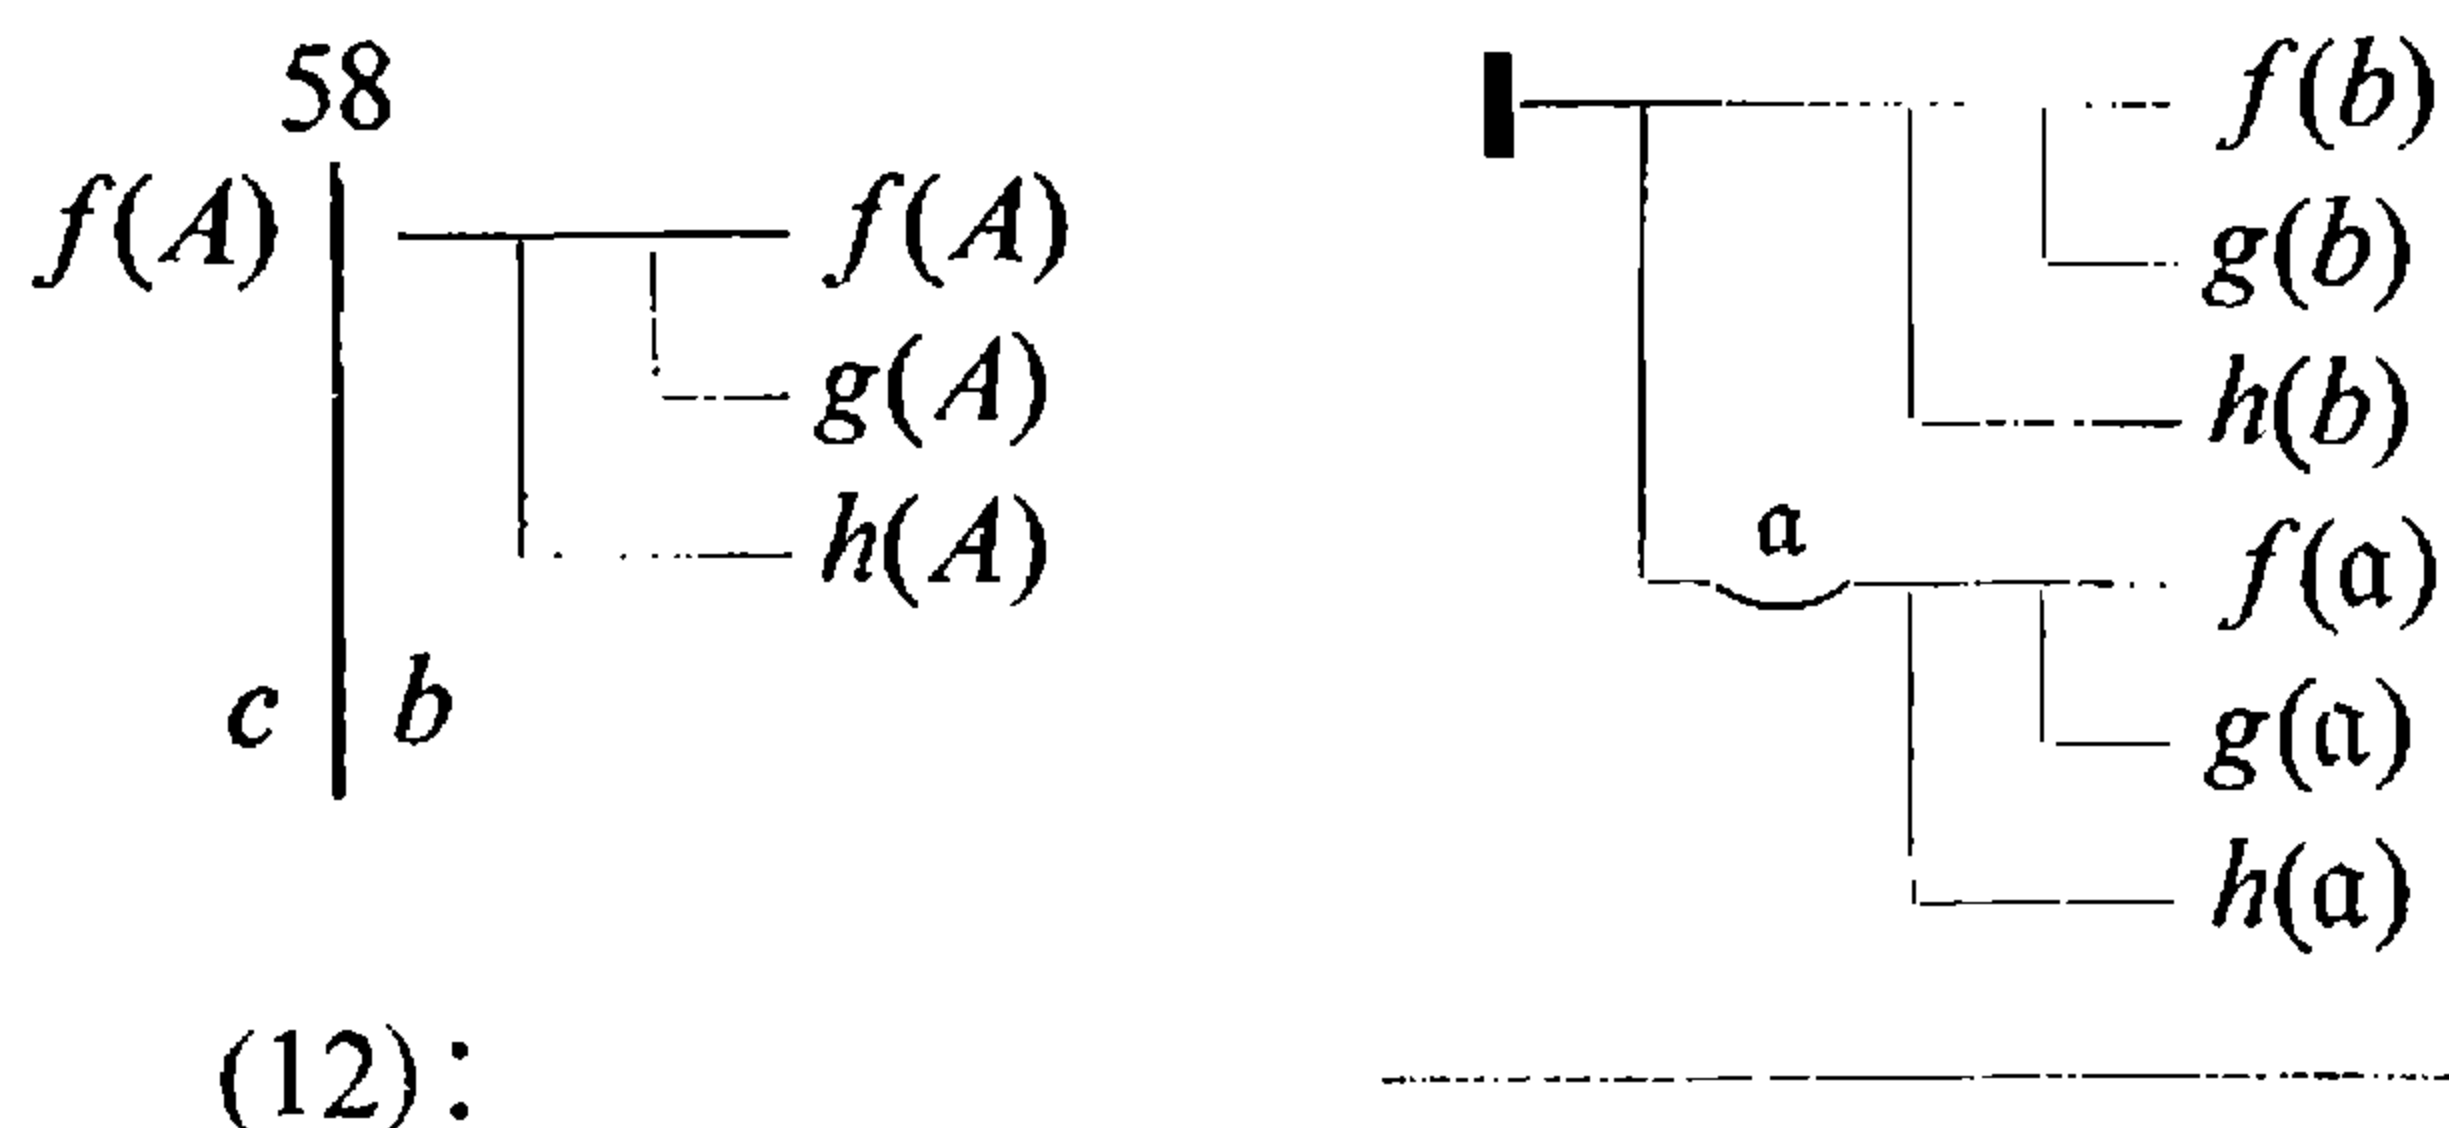 58
f(A) f(A)
g(A)
h(A)
c b
(12) :
f(b)
g(b)
h(b)
𝔞
f(𝔞)
g(𝔞)
h(𝔞)